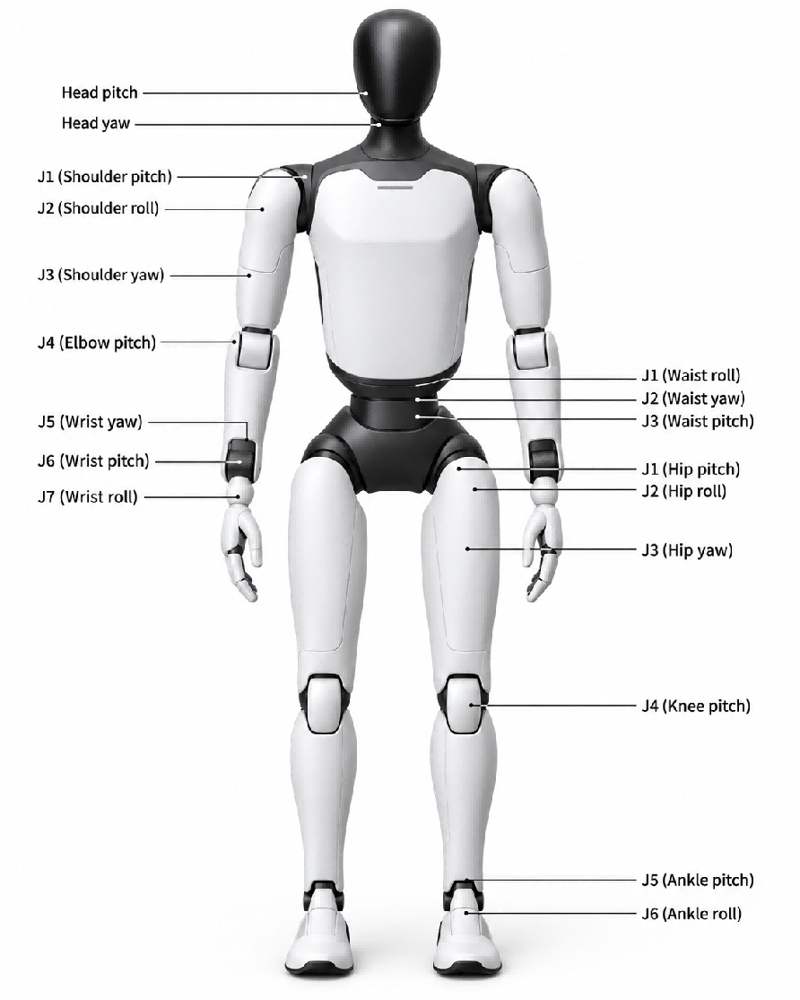 Head pitch
Head yaw
J1 (Shoulder pitch)
J2 (Shoulder roll)
J3 (Shoulder yaw)
J4 (Elbow pitch)
J5 (Wrist yaw)
J6 (Wrist pitch)
J7 (Wrist roll)
J1 (Waist roll)
J2 (Waist yaw)
J3 (Waist pitch)
J1 (Hip pitch)
J2 (Hip roll)
J3 (Hip yaw)
J4 (Knee pitch)
J5 (Ankle pitch)
J6 (Ankle roll)